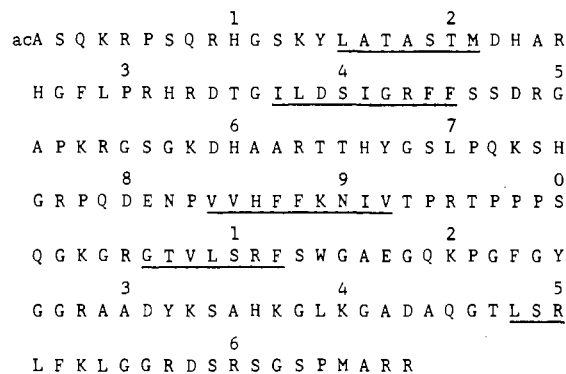 1 2
acA S Q K R P S Q R H G S K Y L A T A S T M D H A R
3 4 5
H G F L P R H R D T G I L D S I G R F F S S D R G
6 7
A P K R G S G K D H A A R T T H Y G S L P Q K S H
8 9 0
G R P Q D E N P V V H F F K N I V T P R T P P P S
1 2
Q G K G R G T V L S R F S W G A E G Q K P G F G Y
3 4 5
G G R A A D Y K S A H K G L K G A D A Q G T L S R
6
L F K L G G R D S R S G S P M A R R